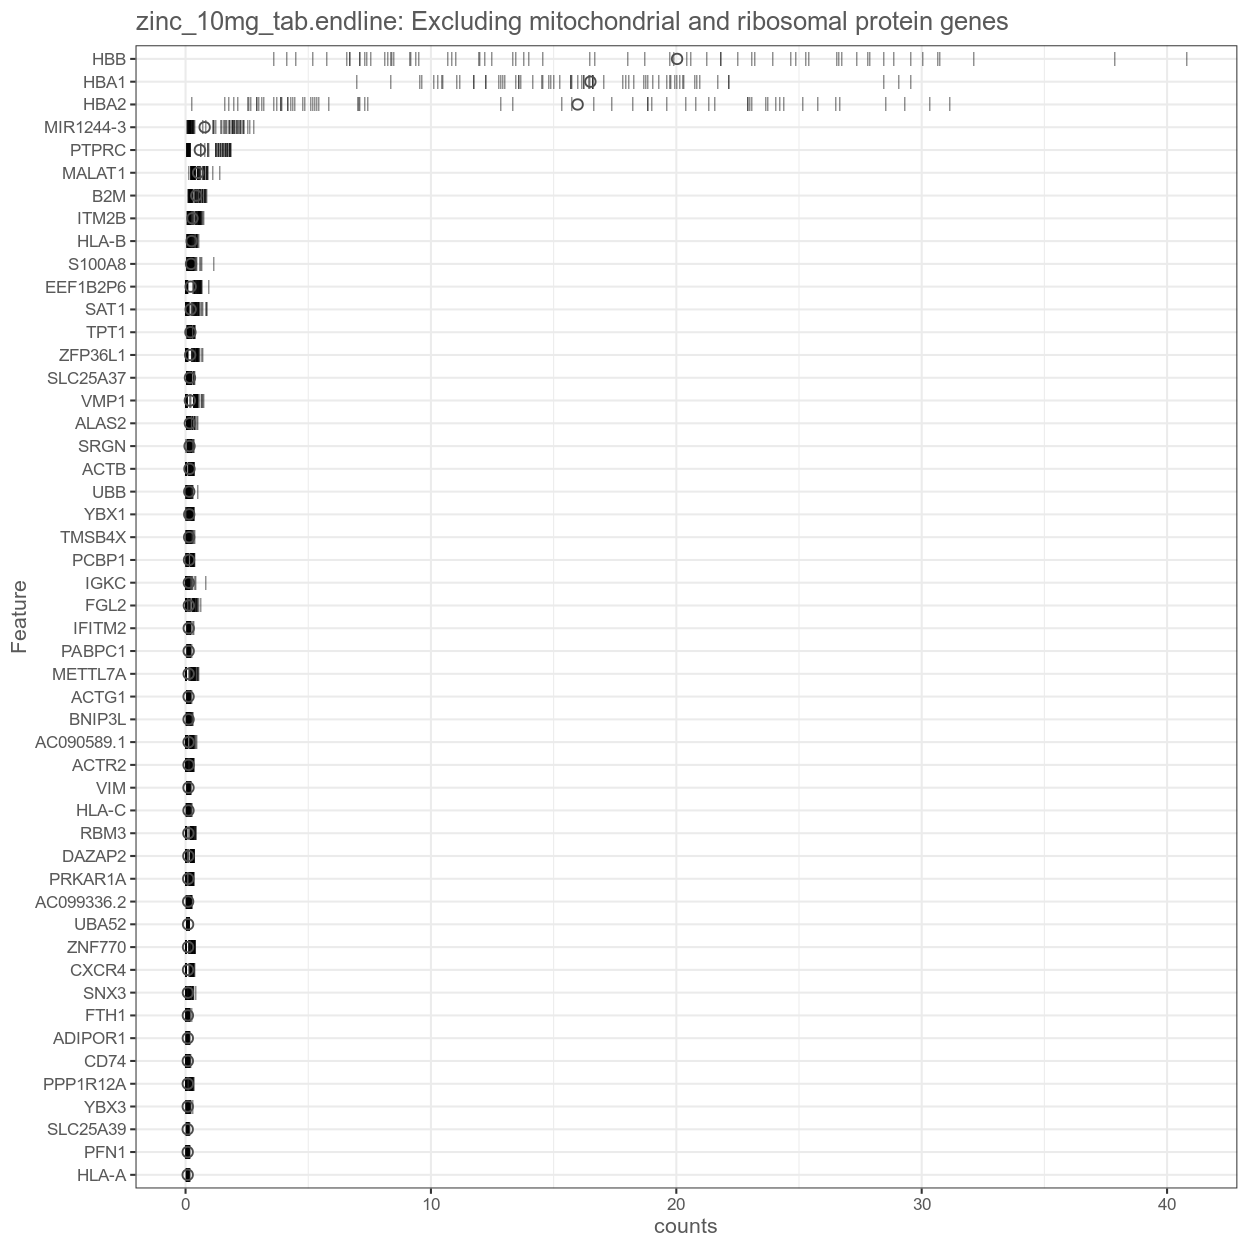 zinc_10mg_tab.endline: Excluding mitochondrial and ribosomal protein genes
HBB
HBA1
HBA2
MIR1244-3
PTPRC
MALAT1
B2M
ITM2B
HLA-B
S100A8
EEF1B2P6
SAT1
TPT1
ZFP36L1
SLC25A37
VMP1
ALAS2
SRGN
ACTB
UBB
YBX1
TMSB4X
PCBP1
IGKC
FGL2
IFITM2
PABPC1
METTL7A
ACTG1
BNIP3L
AC090589.1
ACTR2
VIM
HLA-C
RBM3
DAZAP2
PRKAR1A
AC099336.2
UBA52
ZNF770
CXCR4
SNX3
FTH1
ADIPOR1
CD74
PPP1R12A
YBX3
SLC25A39
PFN1
HLA-A
Feature
0 10 20 30 40
counts